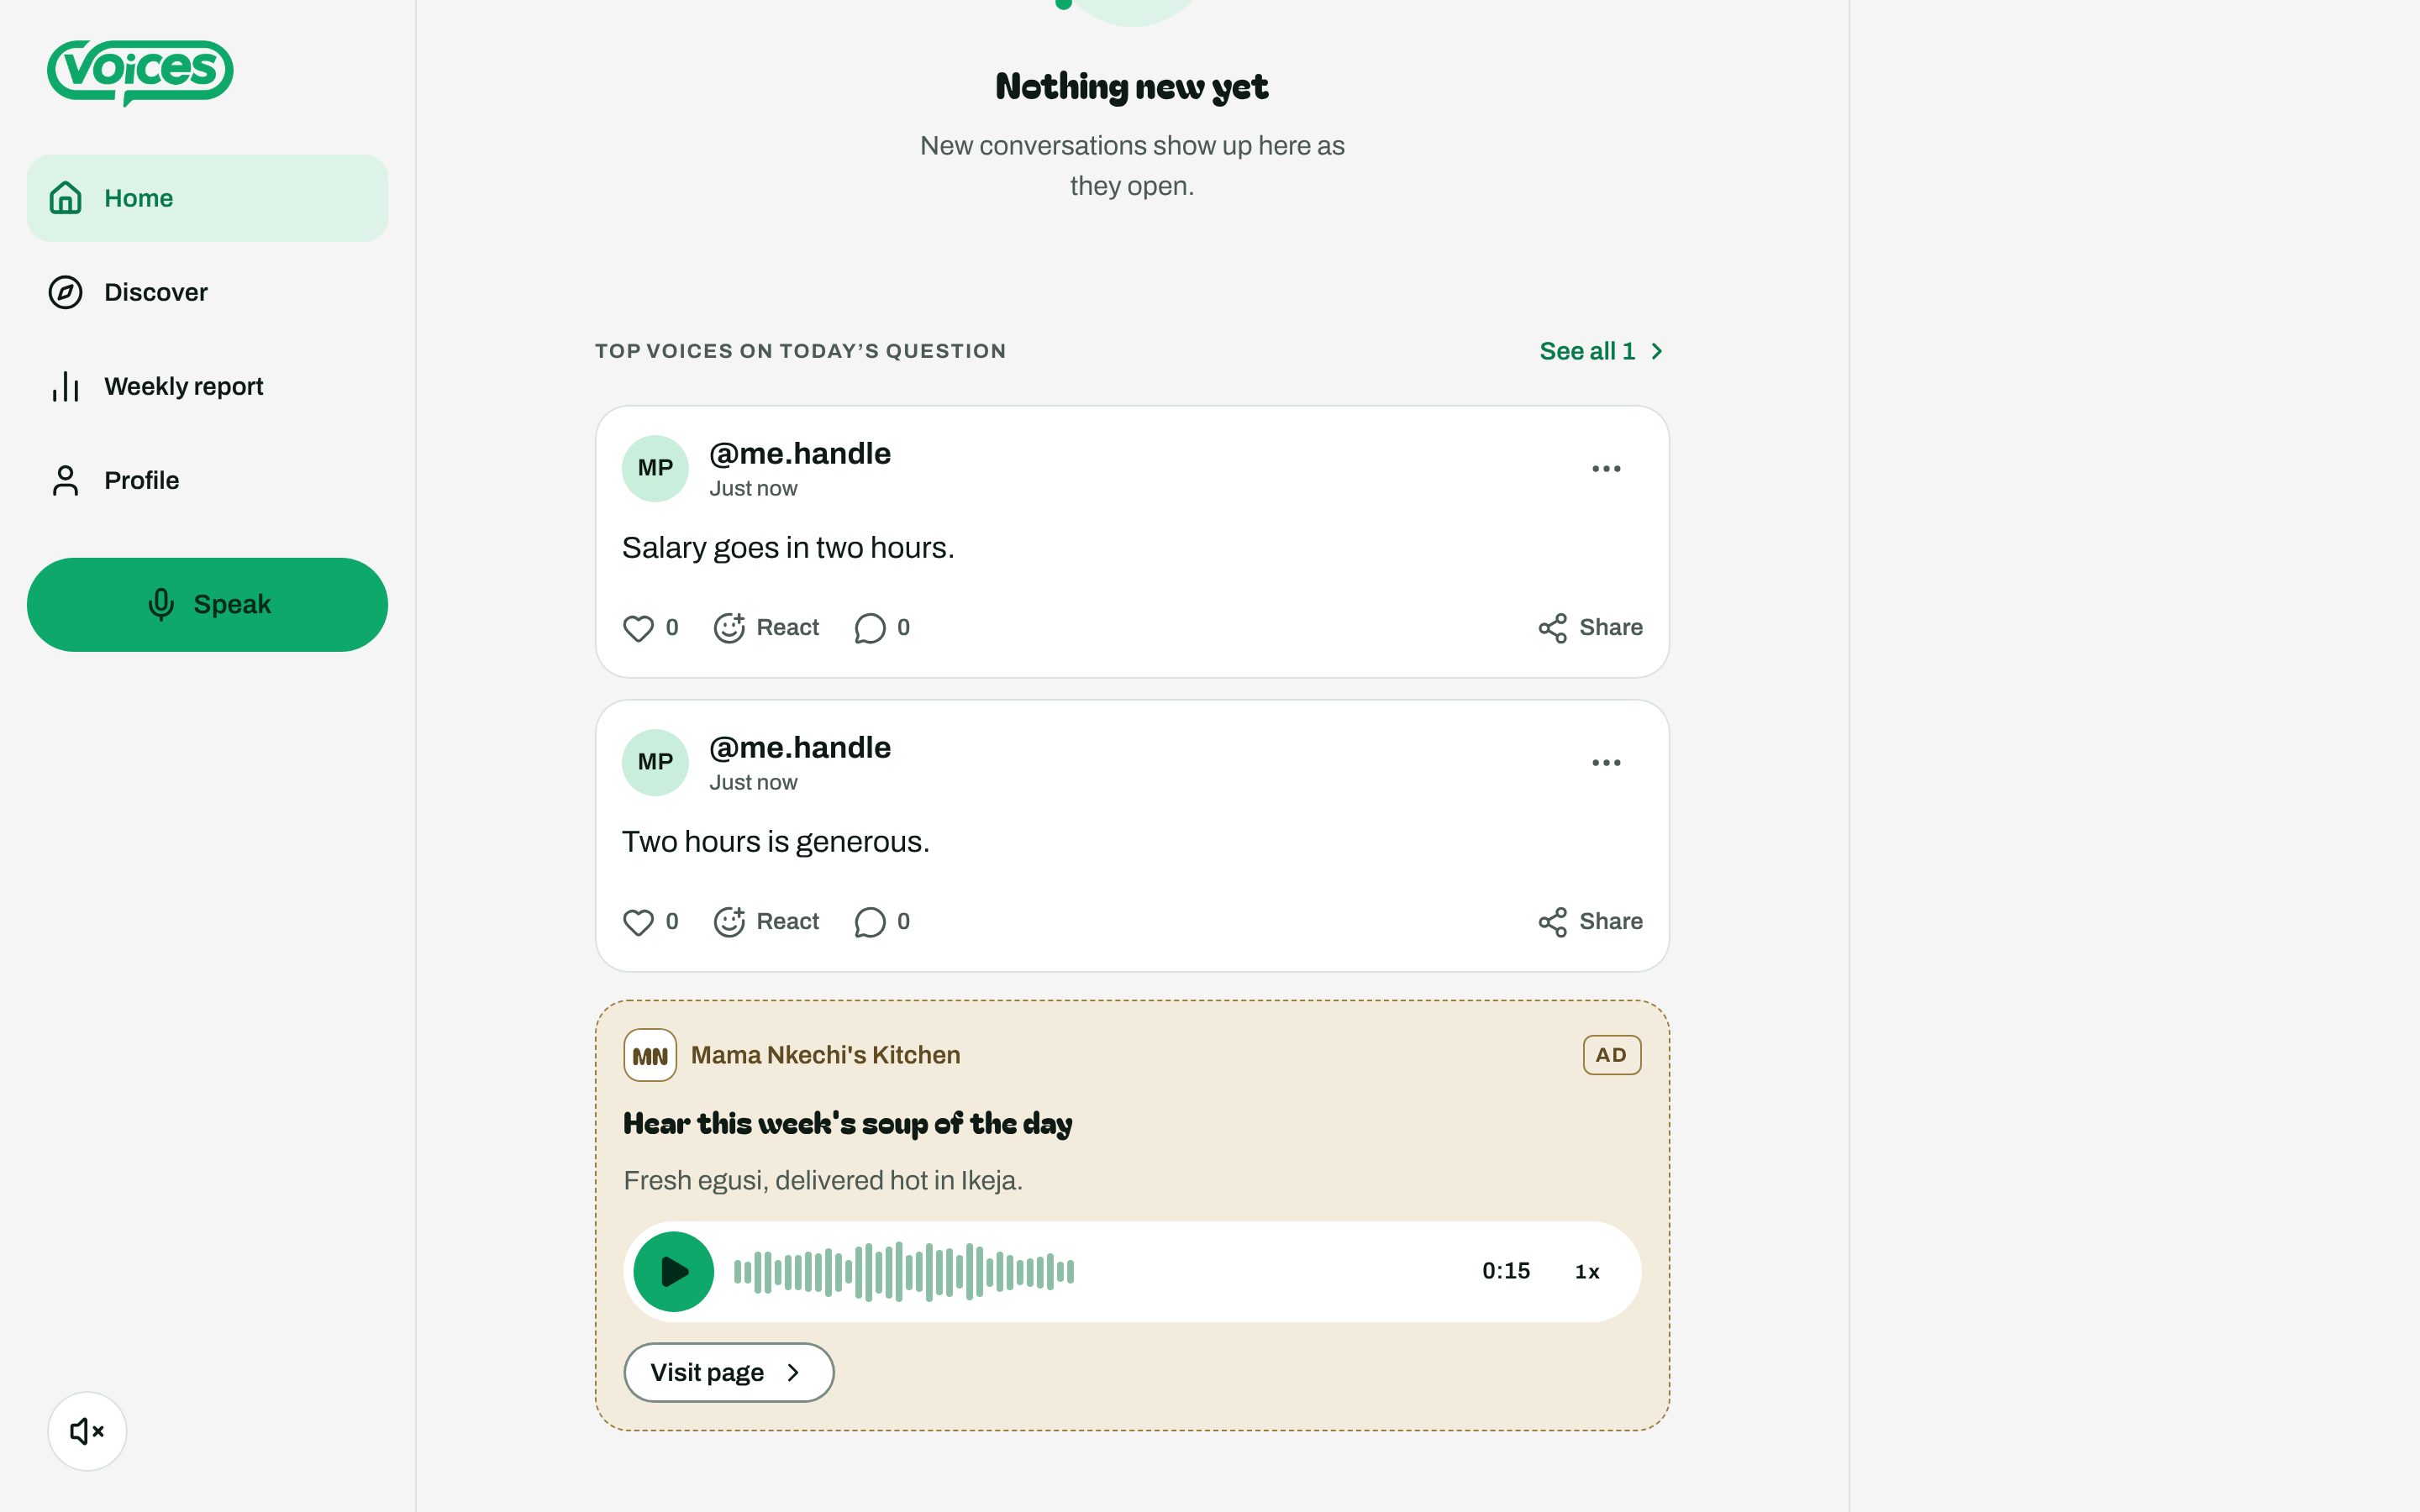 voices
Home
Discover
Weekly report
Profile
Speak
Nothing new yet
New conversations show up here as
they open.
TOP VOICES ON TODAY’S QUESTION
See all 1
MP
@me.handle
Just now
Salary goes in two hours.
0
React
0
Share
MP
@me.handle
Just now
Two hours is generous.
0
React
0
Share
MN
Mama Nkechi's Kitchen
AD
Hear this week's soup of the day
Fresh egusi, delivered hot in Ikeja.
0:15
1x
Visit page